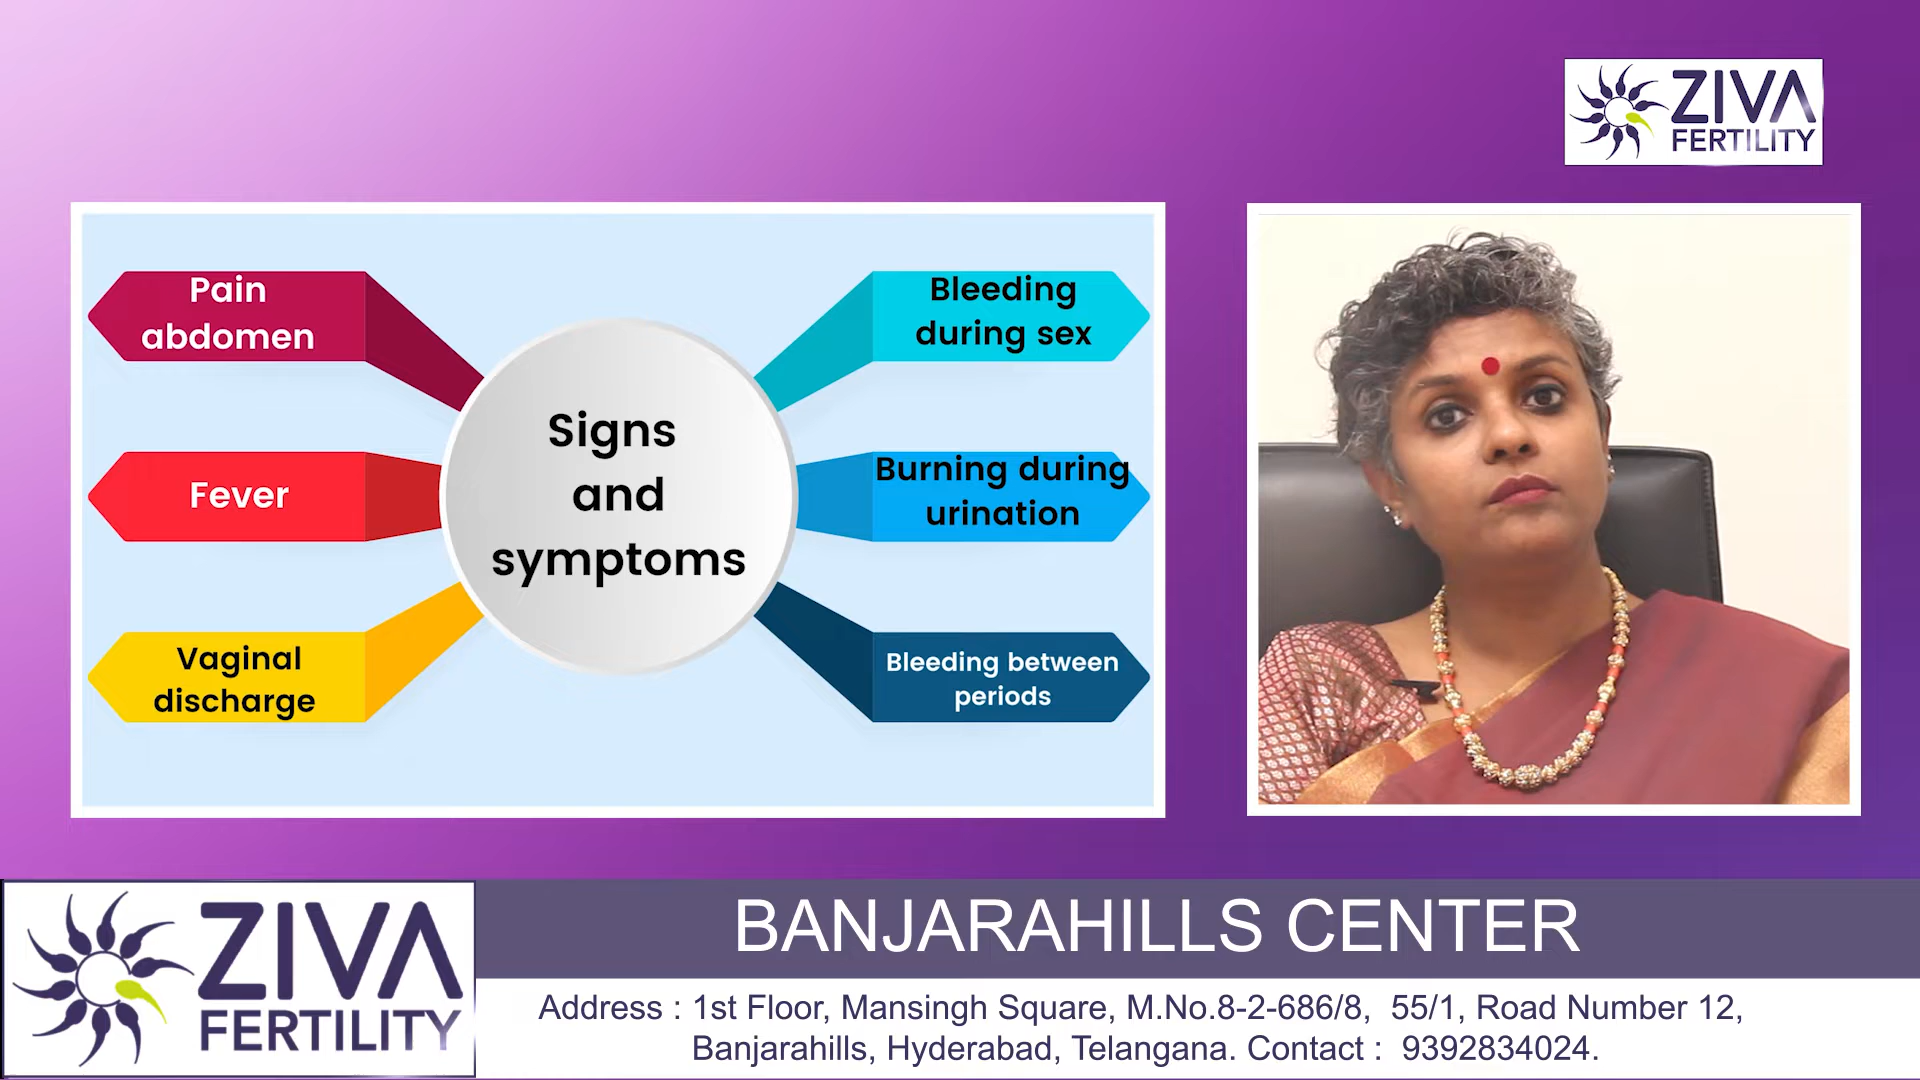 ZIVA
FERTILITY
Pain
abdomen
Fever
Vaginal
discharge
Signs
and
symptoms
Bleeding
during sex
Burning during
urination
Bleeding between
periods
ZIVA
FERTILITY
BANJARAHILLS CENTER
Address : 1st Floor, Mansingh Square, M.No.8-2-686/8, 55/1, Road Number 12,
Banjarahills, Hyderabad, Telangana. Contact : 9392834024.